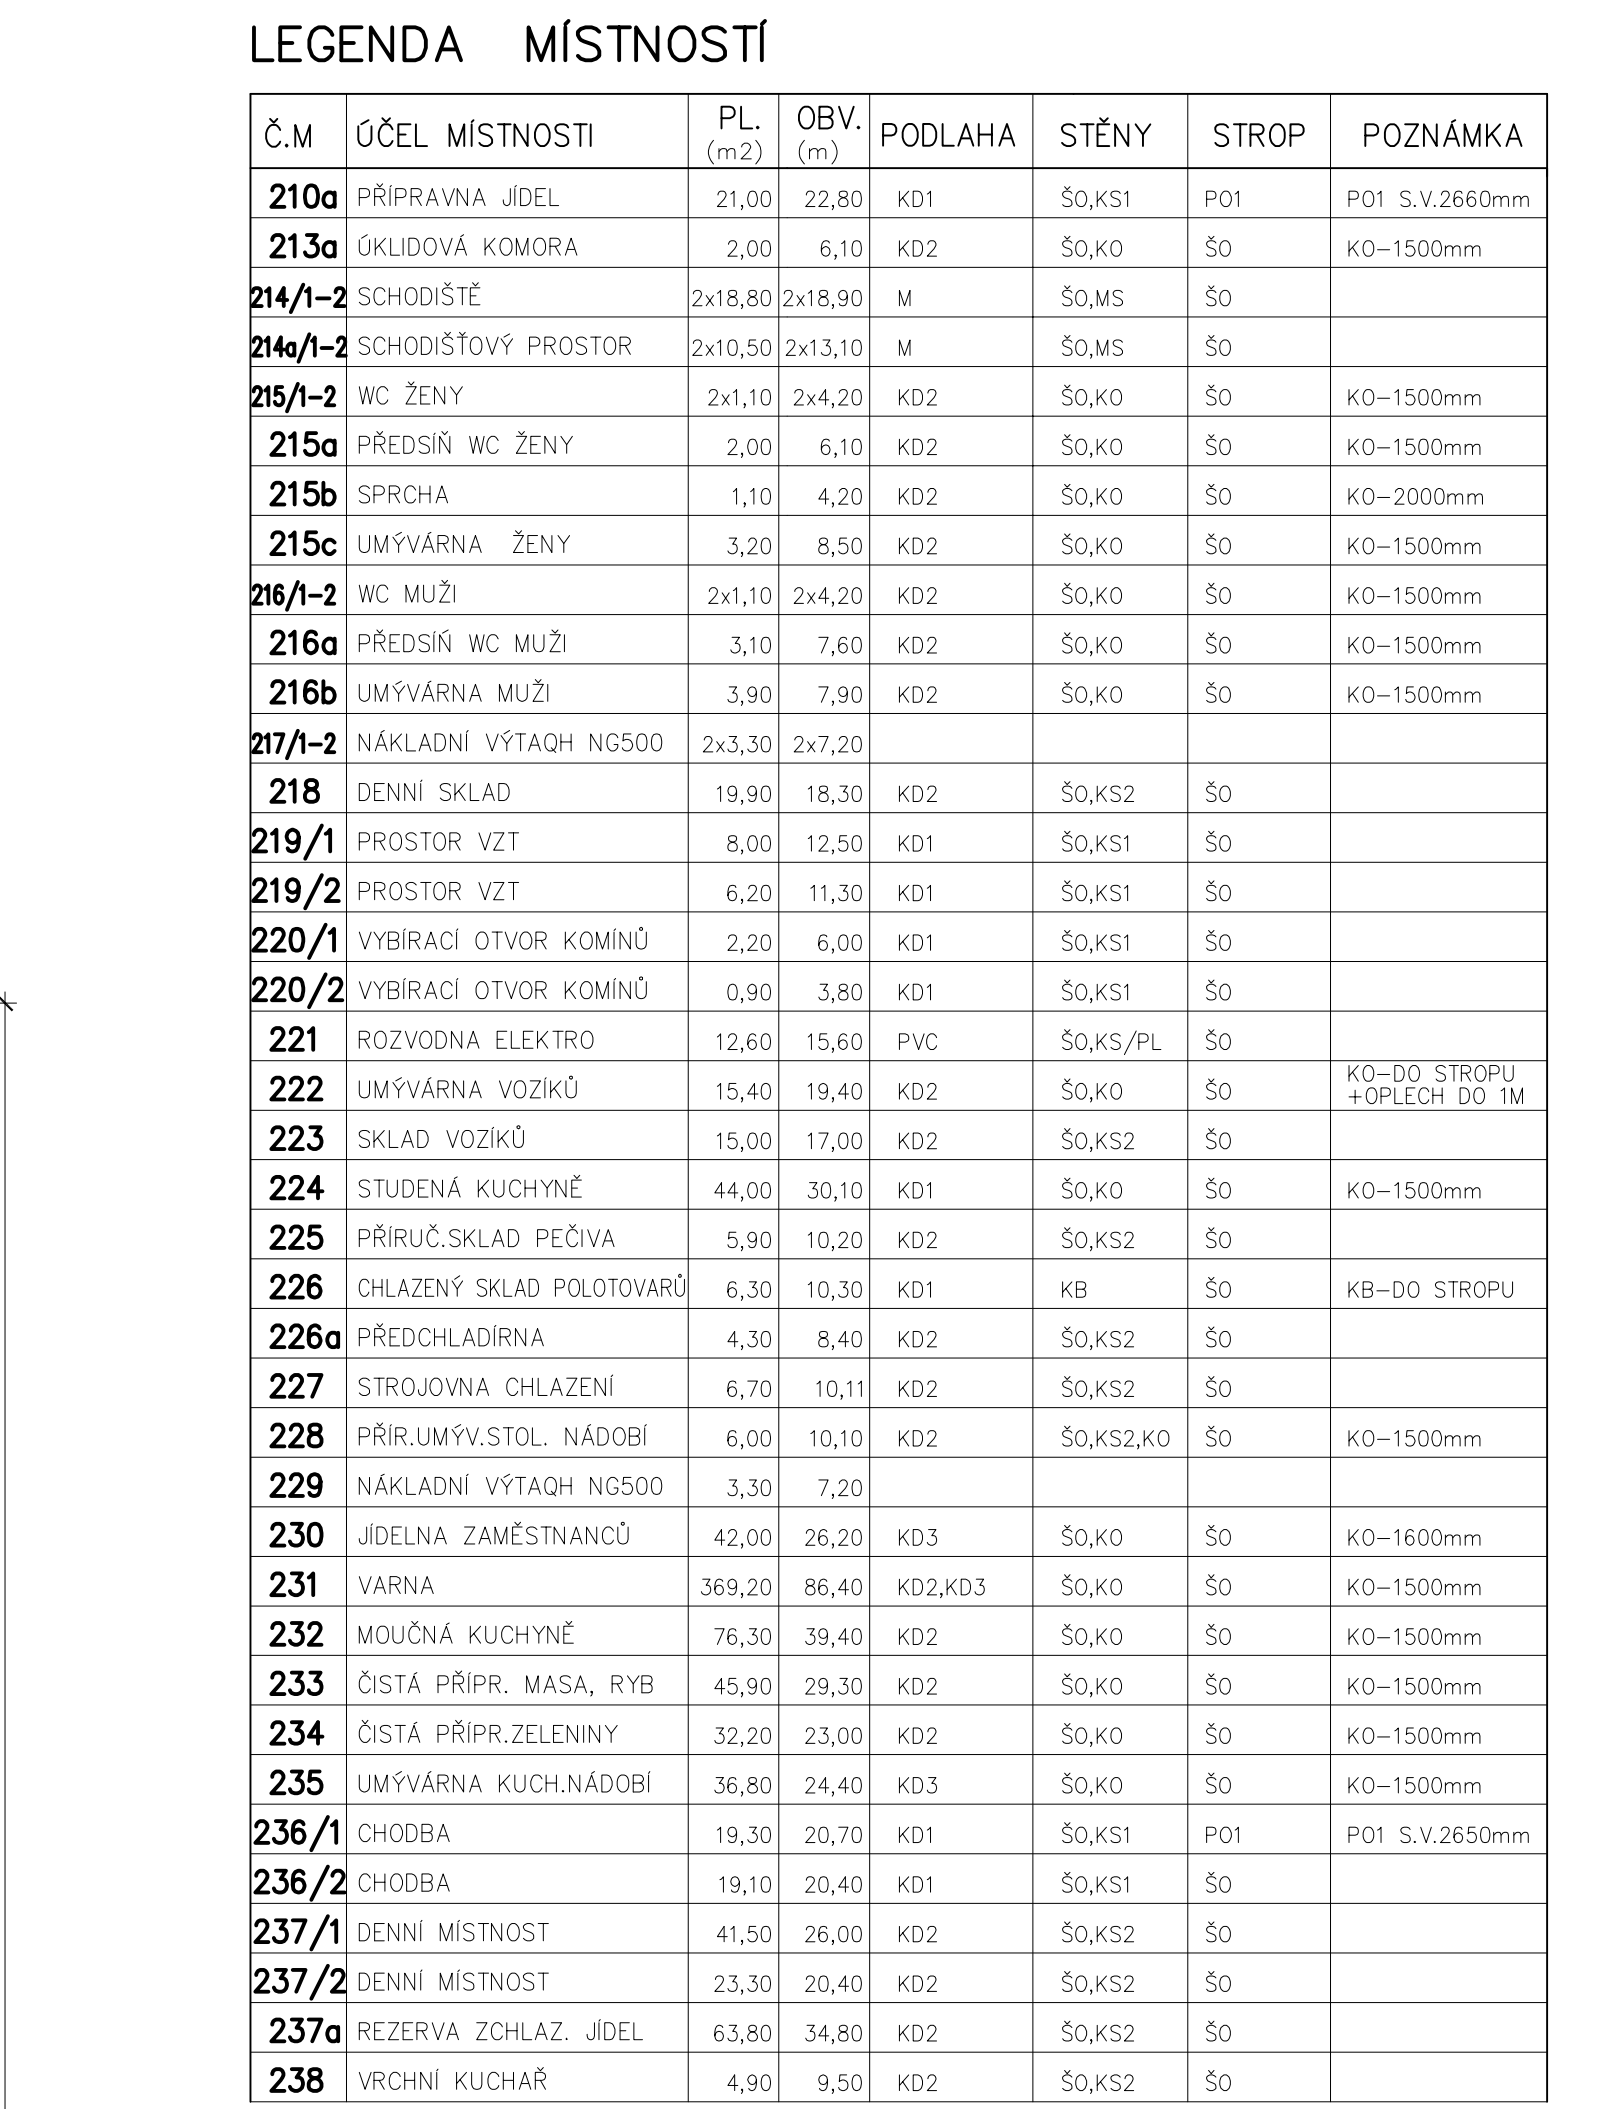 LEGENDA MÍSTNOSTÍ
Č.M ÚČEL MÍSTNOSTI PL. (m2) OBV. (m) PODLAHA STĚNY STROP POZNÁMKA
210a PŘÍPRAVNA JÍDEL 21,00 22,80 KD1 ŠO,KS1 PO1 PO1 S.V.2660mm
213a ÚKLIDOVÁ KOMORA 2,00 6,10 KD2 ŠO,KO ŠO KO-1500mm
214/1-2 SCHODIŠTĚ 2x18,80 2x18,90 M ŠO,MS ŠO
214a/1-2 SCHODIŠŤOVÝ PROSTOR 2x10,50 2x13,10 M ŠO,MS ŠO
215/1-2 WC ŽENY 2x1,10 2x4,20 KD2 ŠO,KO ŠO KO-1500mm
215a PŘEDSÍŇ WC ŽENY 2,00 6,10 KD2 ŠO,KO ŠO KO-1500mm
215b SPRCHA 1,10 4,20 KD2 ŠO,KO ŠO KO-2000mm
215c UMÝVÁRNA ŽENY 3,20 8,50 KD2 ŠO,KO ŠO KO-1500mm
216/1-2 WC MUŽI 2x1,10 2x4,20 KD2 ŠO,KO ŠO KO-1500mm
216a PŘEDSÍŃ WC MUŽI 3,10 7,60 KD2 ŠO,KO ŠO KO-1500mm
216b UMÝVÁRNA MUŽI 3,90 7,90 KD2 ŠO,KO ŠO KO-1500mm
217/1-2 NÁKLADNÍ VÝTAQH NG500 2x3,30 2x7,20
218 DENNÍ SKLAD 19,90 18,30 KD2 ŠO,KS2 ŠO
219/1 PROSTOR VZT 8,00 12,50 KD1 ŠO,KS1 ŠO
219/2 PROSTOR VZT 6,20 11,30 KD1 ŠO,KS1 ŠO
220/1 VYBÍRACÍ OTVOR KOMÍNŮ 2,20 6,00 KD1 ŠO,KS1 ŠO
220/2 VYBÍRACÍ OTVOR KOMÍNŮ 0,90 3,80 KD1 ŠO,KS1 ŠO
221 ROZVODNA ELEKTRO 12,60 15,60 PVC ŠO,KS/PL ŠO
222 UMÝVÁRNA VOZÍKŮ 15,40 19,40 KD2 ŠO,KO ŠO KO-DO STROPU
+OPLECH DO 1M
223 SKLAD VOZÍKŮ 15,00 17,00 KD2 ŠO,KS2 ŠO
224 STUDENÁ KUCHYNĚ 44,00 30,10 KD1 ŠO,KO ŠO KO-1500mm
225 PŘÍRUČ.SKLAD PEČIVA 5,90 10,20 KD2 ŠO,KS2 ŠO
226 CHLAZENÝ SKLAD POLOTOVARŮ 6,30 10,30 KD1 KB ŠO KB-DO STROPU
226a PŘEDCHLADÍRNA 4,30 8,40 KD2 ŠO,KS2 ŠO
227 STROJOVNA CHLAZENÍ 6,70 10,11 KD2 ŠO,KS2 ŠO
228 PŘÍR.UMÝV.STOL. NÁDOBÍ 6,00 10,10 KD2 ŠO,KS2,KO ŠO KO-1500mm
229 NÁKLADNÍ VÝTAQH NG500 3,30 7,20
230 JÍDELNA ZAMĚSTNANCŮ 42,00 26,20 KD3 ŠO,KO ŠO KO-1600mm
231 VARNA 369,20 86,40 KD2,KD3 ŠO,KO ŠO KO-1500mm
232 MOUČNÁ KUCHYNĚ 76,30 39,40 KD2 ŠO,KO ŠO KO-1500mm
233 ČISTÁ PŘÍPR. MASA, RYB 45,90 29,30 KD2 ŠO,KO ŠO KO-1500mm
234 ČISTÁ PŘÍPR.ZELENINY 32,20 23,00 KD2 ŠO,KO ŠO KO-1500mm
235 UMÝVÁRNA KUCH.NÁDOBÍ 36,80 24,40 KD3 ŠO,KO ŠO KO-1500mm
236/1 CHODBA 19,30 20,70 KD1 ŠO,KS1 PO1 PO1 S.V.2650mm
236/2 CHODBA 19,10 20,40 KD1 ŠO,KS1 ŠO
237/1 DENNÍ MÍSTNOST 41,50 26,00 KD2 ŠO,KS2 ŠO
237/2 DENNÍ MÍSTNOST 23,30 20,40 KD2 ŠO,KS2 ŠO
237a REZERVA ZCHLAZ. JÍDEL 63,80 34,80 KD2 ŠO,KS2 ŠO
238 VRCHNÍ KUCHAŘ 4,90 9,50 KD2 ŠO,KS2 ŠO